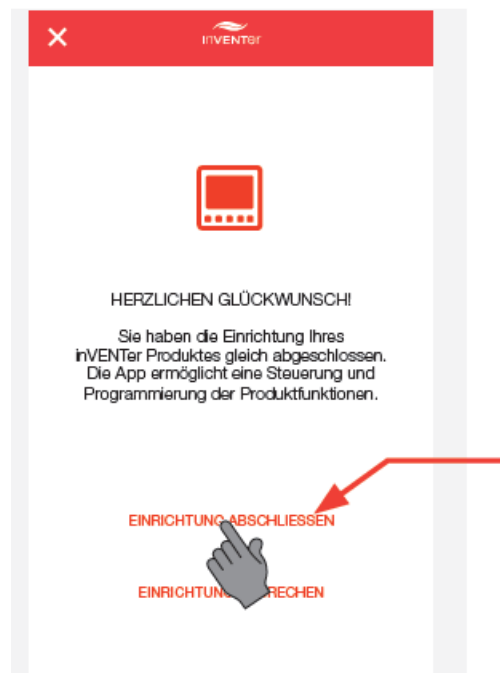 inVENTer
HERZLICHEN GLÜCKWUNSCH!
Sie haben die Einrichtung Ihres
inVENTer Produktes gleich abgeschlossen.
Die App ermöglicht eine Steuerung und
Programmierung der Produktfunktionen.
EINRICHTUNG ABSCHLIESSEN